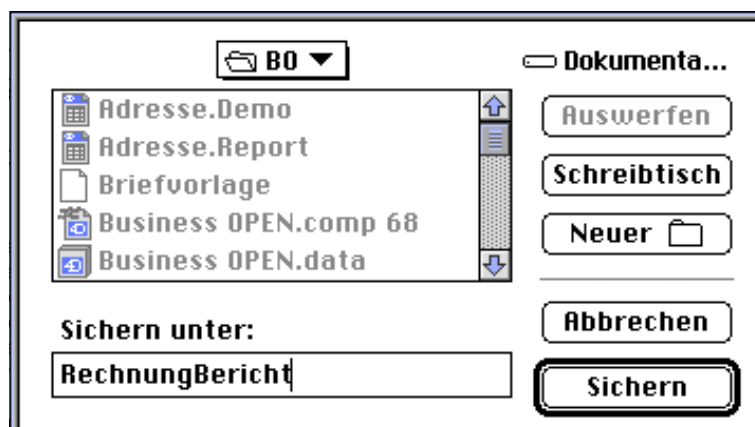 BO
Dokumenta...
Adresse.Demo
Adresse.Report
Briefvorlage
Business OPEN.comp 68
Business OPEN.data
Auswerfen
Schreibtisch
Neuer
Sichern unter:
RechnungBericht
Abbrechen
Sichern